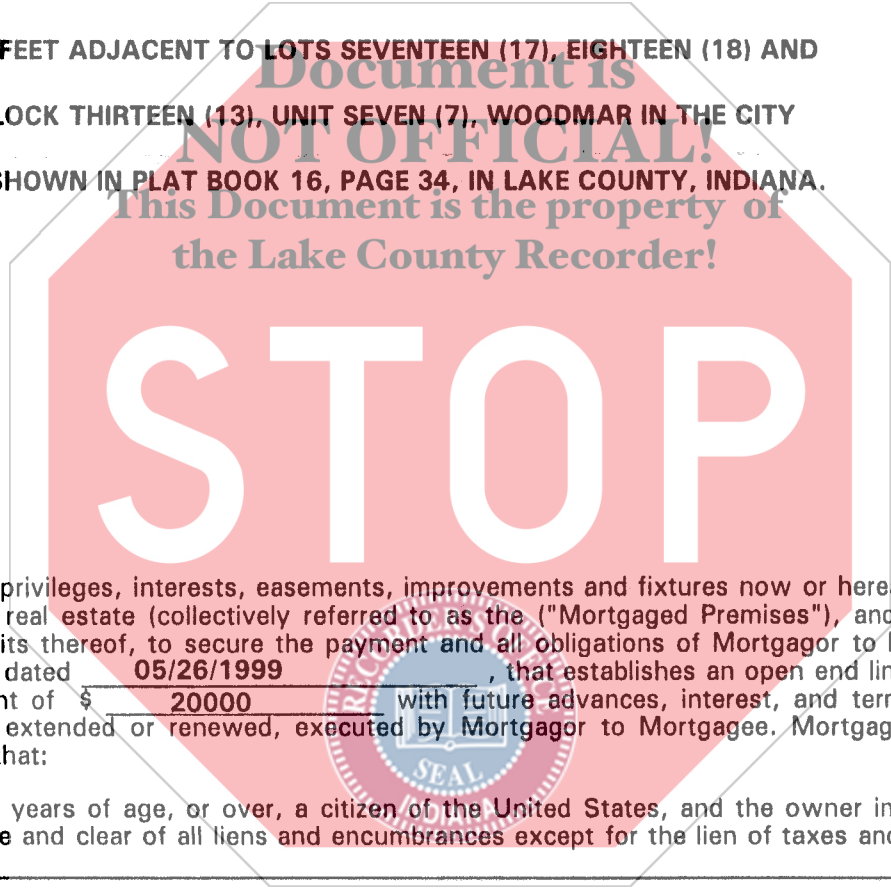 FEET ADJACENT TO LOTS SEVENTEEN (17), EIGHTEEN (18) AND
Document is
LOCK THIRTEEN (13), UNIT SEVEN (7), WOODMAR IN THE CITY
NOT OFFICIAL!
SHOWN IN PLAT BOOK 16, PAGE 34, IN LAKE COUNTY, INDIANA.
This Document is the property of
the Lake County Recorder!
STOP
privileges, interests, easements, improvements and fixtures now or here
real estate (collectively referred to as the ("Mortgaged Premises"), and
its thereof, to secure the payment and all obligations of Mortgagor to
dated 05/26/1999, that establishes an open end lin
nt of $ 20000 with future advances, interest, and terr
extended or renewed, executed by Mortgagor to Mortgagee. Mortgag
hat:
RECORDER'S OFFICE
SEAL
INDIANA
years of age, or over, a citizen of the United States, and the owner in
e and clear of all liens and encumbrances except for the lien of taxes and